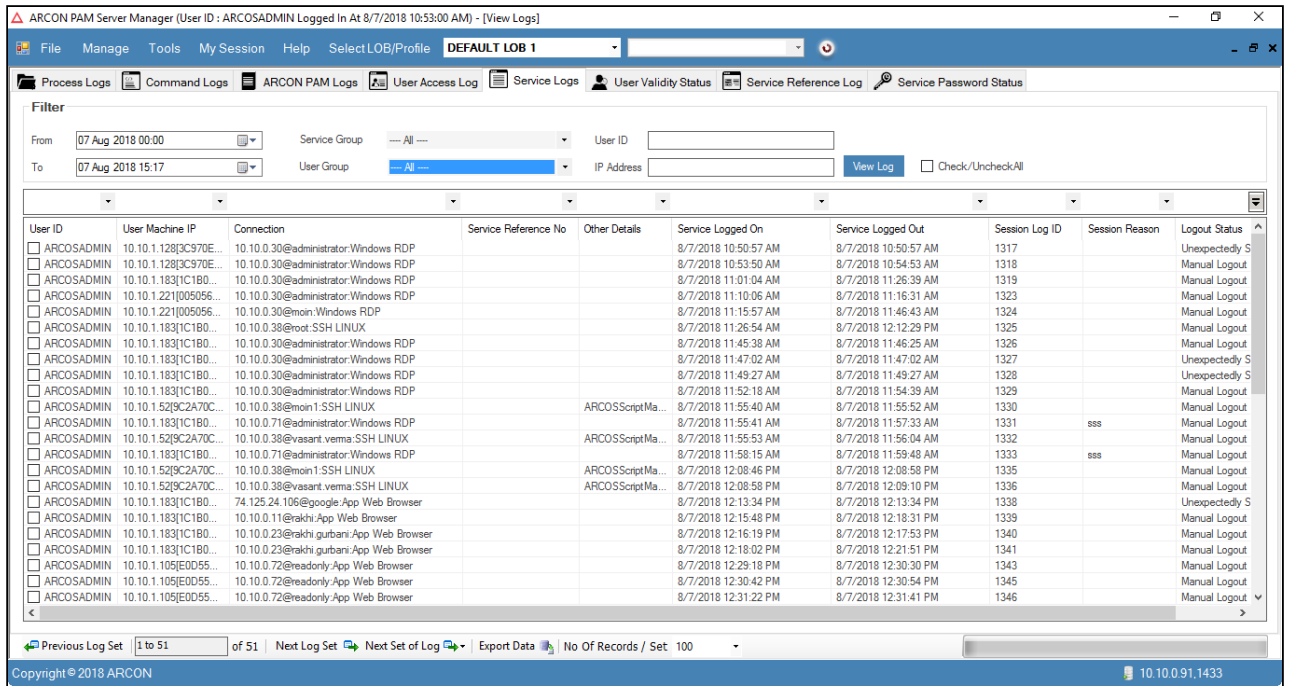 ARCON PAM Server Manager (User ID : ARCOSADMIN Logged In At 8/7/2018 10:53:00 AM) - [View Logs]
File Manage Tools My Session Help Select LOB/Profile DEFAULT LOB 1
Process Logs Command Logs ARCON PAM Logs User Access Log Service Logs User Validity Status Service Reference Log Service Password Status
Filter
From 07 Aug 2018 00:00 Service Group ---- All ---- User ID
To 07 Aug 2018 15:17 User Group ---- All ---- IP Address View Log Check/UncheckAll
User ID User Machine IP Connection Service Reference No Other Details Service Logged On Service Logged Out Session Log ID Session Reason Logout Status
ARCOSADMIN 10.10.1.128[3C970E... 10.10.0.30@administrator:Windows RDP 8/7/2018 10:50:57 AM 8/7/2018 10:50:57 AM 1317 Unexpectedly S
ARCOSADMIN 10.10.1.128[3C970E... 10.10.0.30@administrator:Windows RDP 8/7/2018 10:53:50 AM 8/7/2018 10:54:53 AM 1318 Manual Logout
ARCOSADMIN 10.10.1.183[1C1B0... 10.10.0.30@administrator:Windows RDP 8/7/2018 11:01:04 AM 8/7/2018 11:26:39 AM 1319 Manual Logout
ARCOSADMIN 10.10.1.221[005056... 10.10.0.30@administrator:Windows RDP 8/7/2018 11:10:06 AM 8/7/2018 11:16:31 AM 1323 Manual Logout
ARCOSADMIN 10.10.1.221[005056... 10.10.0.30@moin:Windows RDP 8/7/2018 11:15:57 AM 8/7/2018 11:46:43 AM 1324 Manual Logout
ARCOSADMIN 10.10.1.183[1C1B0... 10.10.0.38@root:SSH LINUX 8/7/2018 11:26:54 AM 8/7/2018 12:12:29 PM 1325 Manual Logout
ARCOSADMIN 10.10.1.183[1C1B0... 10.10.0.30@administrator:Windows RDP 8/7/2018 11:45:38 AM 8/7/2018 11:46:25 AM 1326 Manual Logout
ARCOSADMIN 10.10.1.183[1C1B0... 10.10.0.30@administrator:Windows RDP 8/7/2018 11:47:02 AM 8/7/2018 11:47:02 AM 1327 Unexpectedly S
ARCOSADMIN 10.10.1.183[1C1B0... 10.10.0.30@administrator:Windows RDP 8/7/2018 11:49:27 AM 8/7/2018 11:49:27 AM 1328 Unexpectedly S
ARCOSADMIN 10.10.1.183[1C1B0... 10.10.0.30@administrator:Windows RDP 8/7/2018 11:52:18 AM 8/7/2018 11:54:39 AM 1329 Manual Logout
ARCOSADMIN 10.10.1.52[9C2A70C... 10.10.0.38@moin1:SSH LINUX ARCOSScriptMa... 8/7/2018 11:55:40 AM 8/7/2018 11:55:52 AM 1330 Manual Logout
ARCOSADMIN 10.10.1.183[1C1B0... 10.10.0.71@administrator:Windows RDP 8/7/2018 11:55:41 AM 8/7/2018 11:57:33 AM 1331 sss Manual Logout
ARCOSADMIN 10.10.1.52[9C2A70C... 10.10.0.38@vasant.verma:SSH LINUX ARCOSScriptMa... 8/7/2018 11:55:53 AM 8/7/2018 11:56:04 AM 1332 Manual Logout
ARCOSADMIN 10.10.1.183[1C1B0... 10.10.0.71@administrator:Windows RDP 8/7/2018 11:58:15 AM 8/7/2018 11:59:48 AM 1333 sss Manual Logout
ARCOSADMIN 10.10.1.52[9C2A70C... 10.10.0.38@moin1:SSH LINUX ARCOSScriptMa... 8/7/2018 12:08:46 PM 8/7/2018 12:08:58 PM 1335 Manual Logout
ARCOSADMIN 10.10.1.52[9C2A70C... 10.10.0.38@vasant.verma:SSH LINUX ARCOSScriptMa... 8/7/2018 12:08:58 PM 8/7/2018 12:09:10 PM 1336 Manual Logout
ARCOSADMIN 10.10.1.183[1C1B0... 74.125.24.106@google:App Web Browser 8/7/2018 12:13:34 PM 8/7/2018 12:13:34 PM 1338 Unexpectedly S
ARCOSADMIN 10.10.1.183[1C1B0... 10.10.0.11@rakhi:App Web Browser 8/7/2018 12:15:48 PM 8/7/2018 12:18:31 PM 1339 Manual Logout
ARCOSADMIN 10.10.1.183[1C1B0... 10.10.0.23@rakhi.gurbani:App Web Browser 8/7/2018 12:16:19 PM 8/7/2018 12:17:53 PM 1340 Manual Logout
ARCOSADMIN 10.10.1.183[1C1B0... 10.10.0.23@rakhi.gurbani:App Web Browser 8/7/2018 12:18:02 PM 8/7/2018 12:21:51 PM 1341 Manual Logout
ARCOSADMIN 10.10.1.105[E0D55... 10.10.0.72@readonly:App Web Browser 8/7/2018 12:29:18 PM 8/7/2018 12:30:30 PM 1343 Manual Logout
ARCOSADMIN 10.10.1.105[E0D55... 10.10.0.72@readonly:App Web Browser 8/7/2018 12:30:42 PM 8/7/2018 12:30:54 PM 1345 Manual Logout
ARCOSADMIN 10.10.1.105[E0D55... 10.10.0.72@readonly:App Web Browser 8/7/2018 12:31:22 PM 8/7/2018 12:31:41 PM 1346 Manual Logout
Previous Log Set 1 to 51 of 51 Next Log Set Next Set of Log Export Data No Of Records / Set 100
Copyright © 2018 ARCON 10.10.0.91,1433